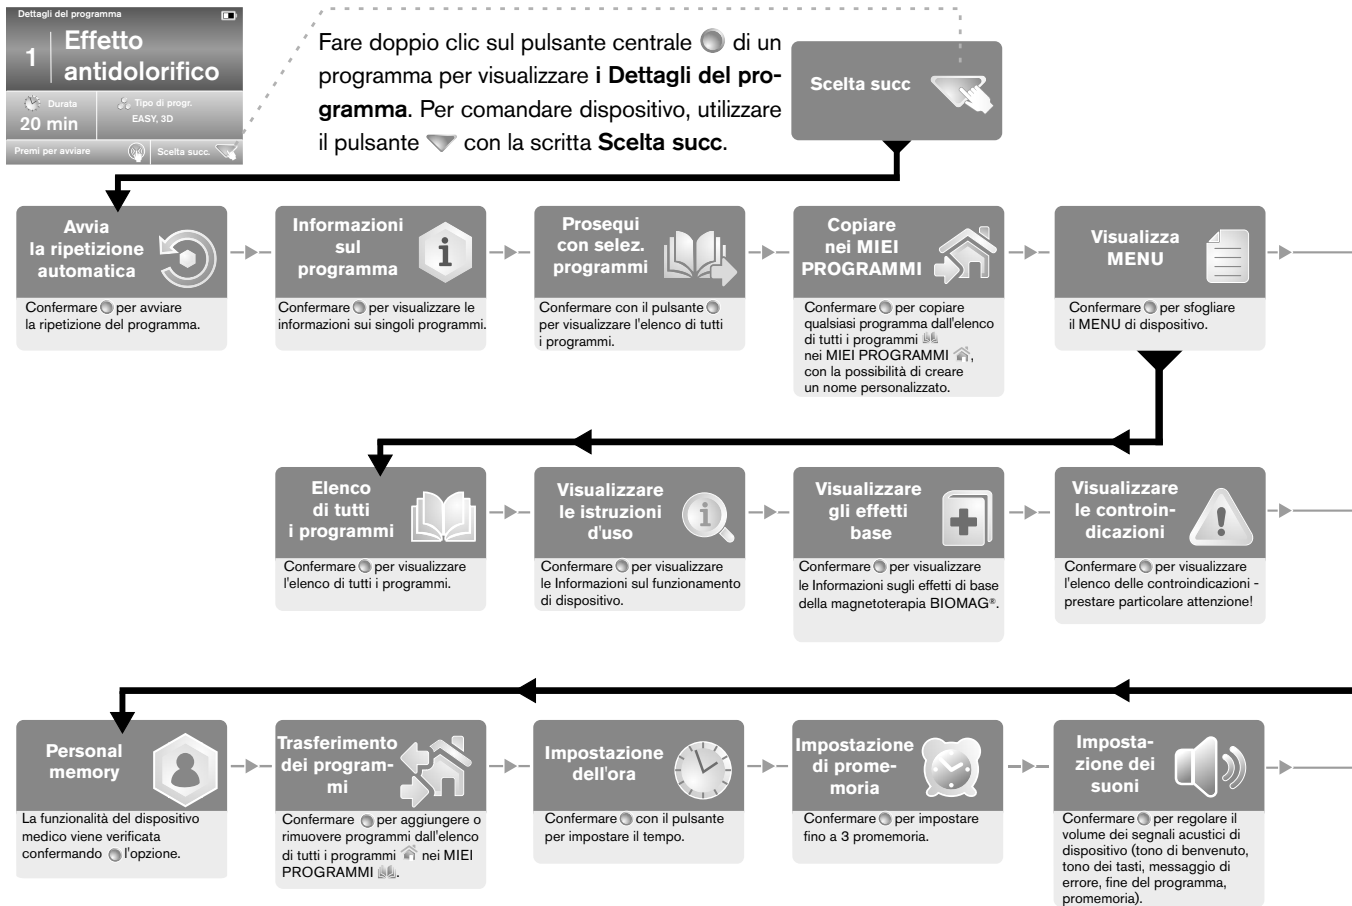 Dettagli del programma
1 Effetto
antidolorifico
Durata
20 min
Tipo di progr.
EASY, 3D
Premi per avviare
Scelta succ.
Fare doppio clic sul pulsante centrale di un
programma per visualizzare i Dettagli del pro-
gramma. Per comandare dispositivo, utilizzare
il pulsante con la scritta Scelta succ.
Scelta succ
Avvia
la ripetizione
automatica
Confermare per avviare
la ripetizione del programma.
Informazioni
sul
programma
Confermare per visualizzare le
informazioni sui singoli programmi.
Prosequi
con selez.
programmi
Confermare con il pulsante
per visualizzare l'elenco di tutti
i programmi.
Copiare
nei MIEI
PROGRAMMI
Confermare per copiare
qualsiasi programma dall'elenco
di tutti i programmi
nei MIEI PROGRAMMI ,
con la possibilità di creare
un nome personalizzato.
Visualizza
MENU
Confermare per sfogliare
il MENU di dispositivo.
Elenco
di tutti
i programmi
Confermare per visualizzare
l'elenco di tutti i programmi.
Visualizzare
le istruzioni
d'uso
Confermare per visualizzare
le Informazioni sul funzionamento
di dispositivo.
Visualizzare
gli effetti
base
Confermare per visualizzare
le Informazioni sugli effetti di base
della magnetoterapia BIOMAG®.
Visualizzare
le controin-
dicazioni
Confermare per visualizzare
l'elenco delle controindicazioni -
prestare particolare attenzione!
Personal
memory
La funzionalità del dispositivo
medico viene verificata
confermando l'opzione.
Trasferimento
dei program-
mi
Confermare per aggiungere o
rimuovere programmi dall'elenco
di tutti i programmi nei MIEI
PROGRAMMI .
Impostazione
dell'ora
Confermare con il pulsante
per impostare il tempo.
Impostazione
di prome-
moria
Confermare per impostare
fino a 3 promemoria.
Imposta-
zione dei
suoni
Confermare per regolare il
volume dei segnali acustici di
dispositivo (tono di benvenuto,
tono dei tasti, messaggio di
errore, fine del programma,
promemoria).